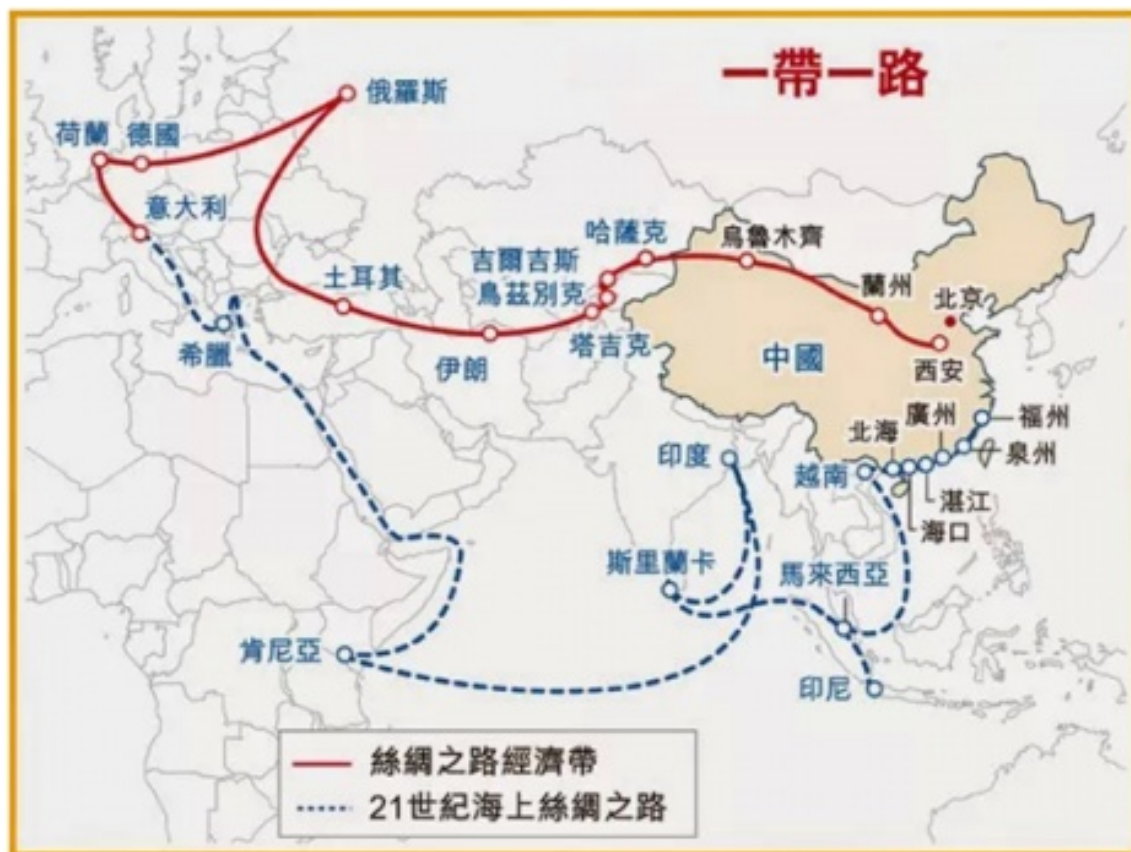 一帶一路
俄羅斯
荷蘭
德國
意大利
哈薩克
烏魯木齊
吉爾吉斯
烏茲別克
土耳其
蘭州
北京
希臘
伊朗
塔吉克
中國
西安
廣州
福州
北海
印度
越南
泉州
湛江
海口
斯里蘭卡
馬來西亞
肯尼亞
印尼
絲綢之路經濟帶
21世紀海上絲綢之路